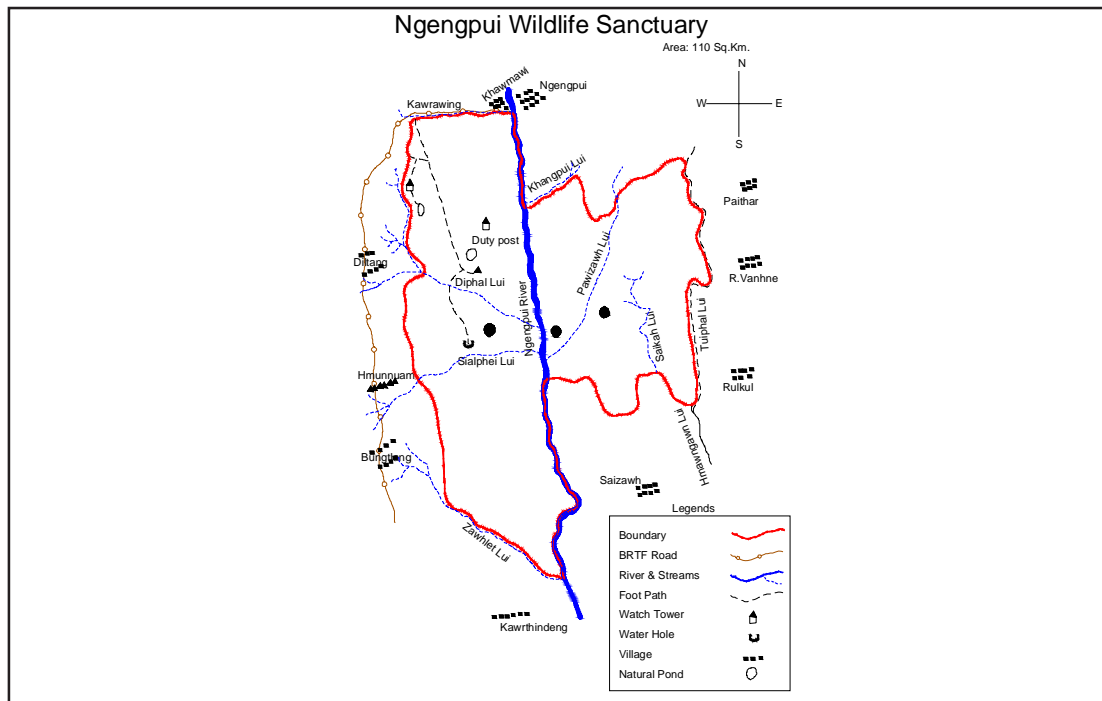 Ngengpui Wildlife Sanctuary
Area: 110 Sq.Km.
N
W
E
S
Khawmawi
Ngengpui
Kawrawing
Khangpui Lui
Paithar
Duty post
Diltang
Diphal Lui
Pawizawh Lui
R.Vanhne
Ngengpui River
Saikah Lui
Tuiphal Lui
Sialphei Lui
Hmunnuam
Rulkul
Hmawngawn Lui
Bungtlang
Saizawh
Zawhlet Lui
Kawrthindeng
Legends
Boundary
BRTF Road
River & Streams
Foot Path
Watch Tower
Water Hole
Village
Natural Pond